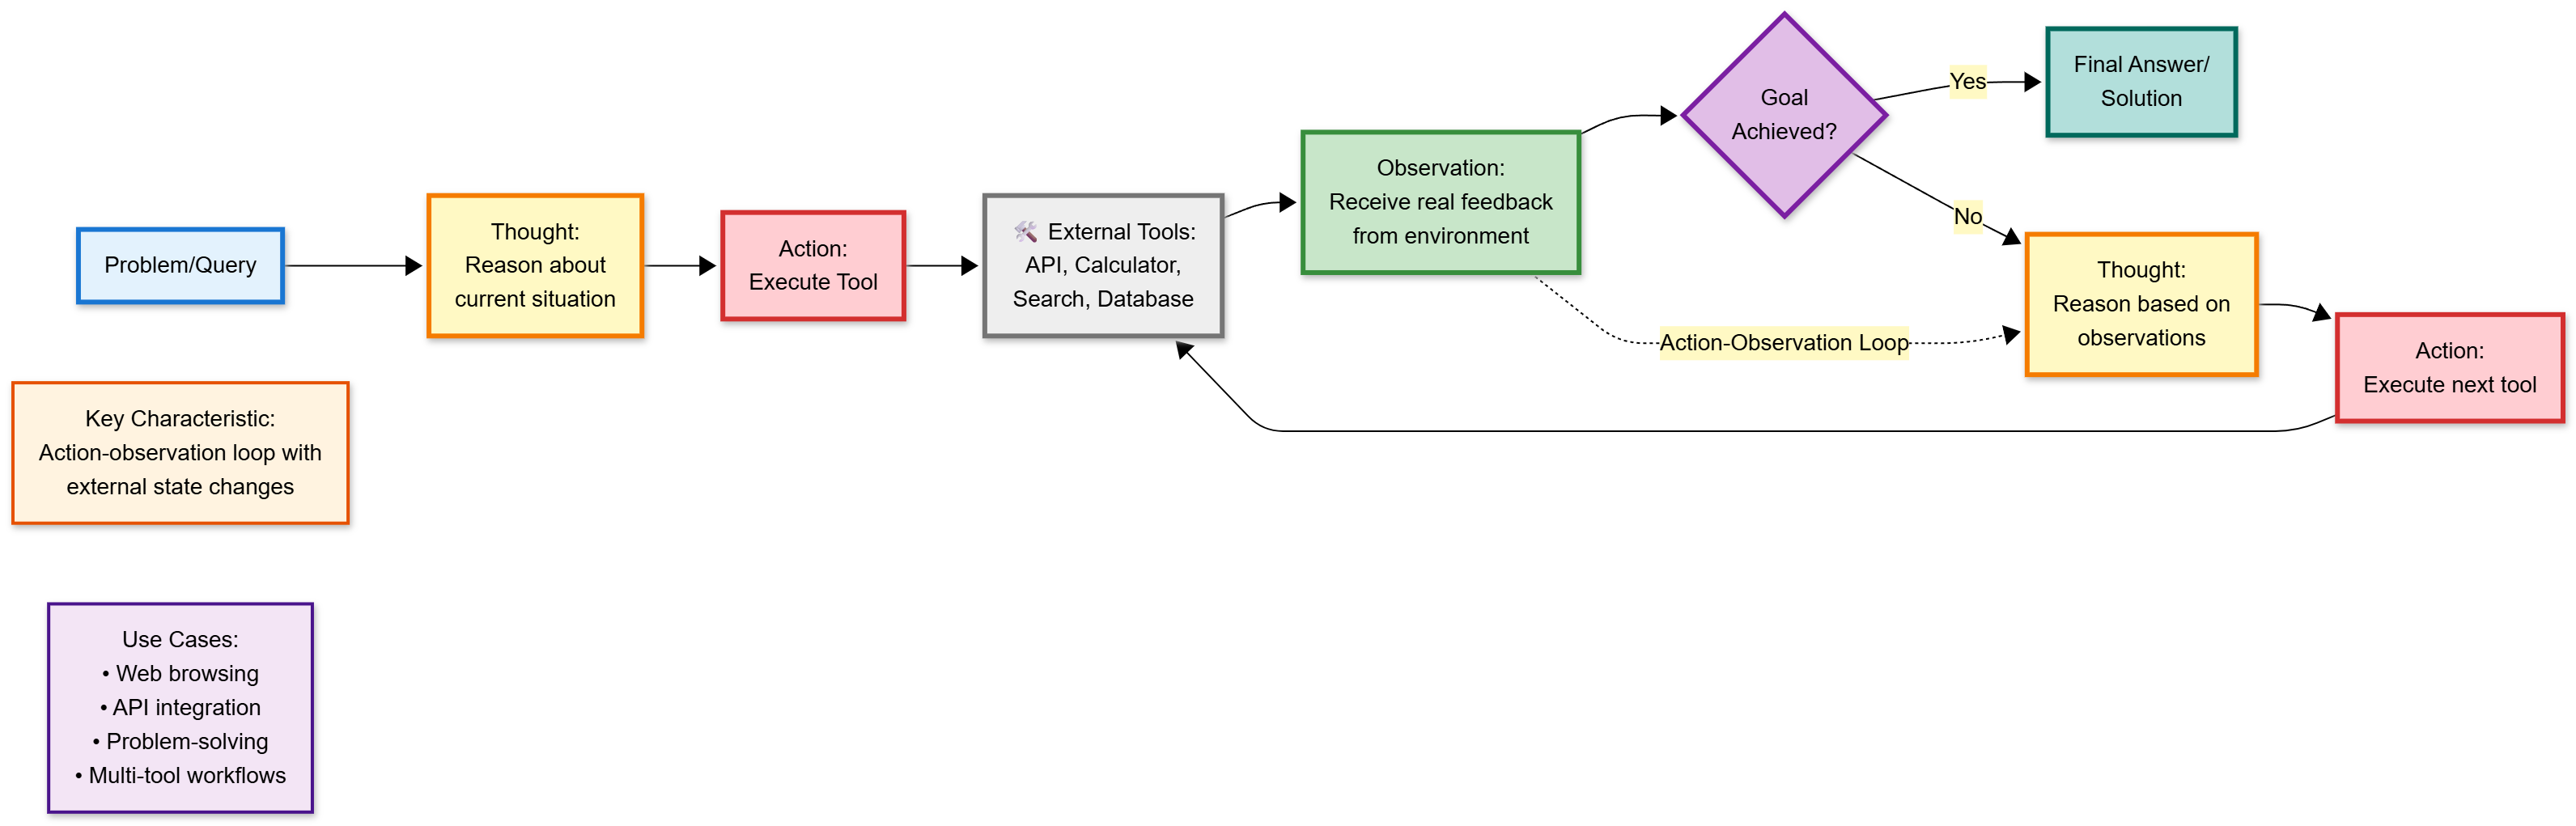 Problem/Query
Thought:
Reason about
current situation
Action:
Execute Tool
🛠️ External Tools:
API, Calculator,
Search, Database
Observation:
Receive real feedback
from environment
Goal
Achieved?
Yes
Final Answer/
Solution
No
Action-Observation Loop
Thought:
Reason based on
observations
Action:
Execute next tool
Key Characteristic:
Action-observation loop with
external state changes
Use Cases:
• Web browsing
• API integration
• Problem-solving
• Multi-tool workflows